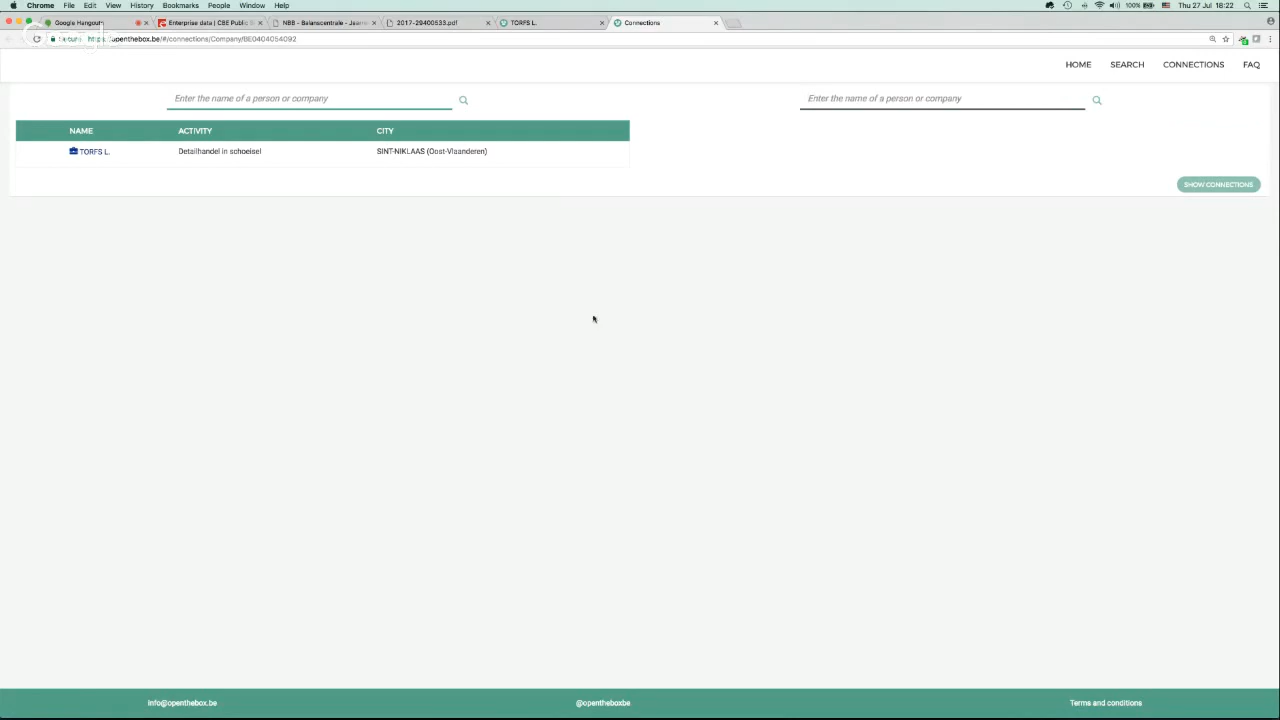 Chrome File Edit View History Bookmarks People Window Help 100% Thu 27 Jul 18:22
Google Hangout Enterprise data | CBE Public NBB - Balanscentrale - Jaarre 2017-29400533.pdf TORFS L. Connections
openthebox.be/#/connections/Company/BE0404054092
HOME SEARCH CONNECTIONS FAQ
Enter the name of a person or company Enter the name of a person or company
NAME ACTIVITY CITY
TORFS L. Detailhandel in schoeisel SINT-NIKLAAS (Oost-Vlaanderen)
SHOW CONNECTIONS
info@openthebox.be @opentheboxbe Terms and conditions